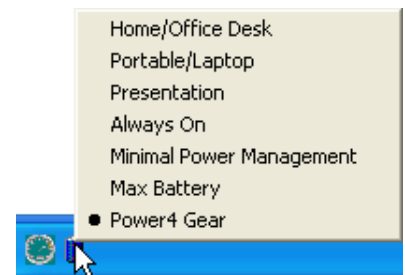 Home/Office Desk
Portable/Laptop
Presentation
Always On
Minimal Power Management
Max Battery
Power4 Gear